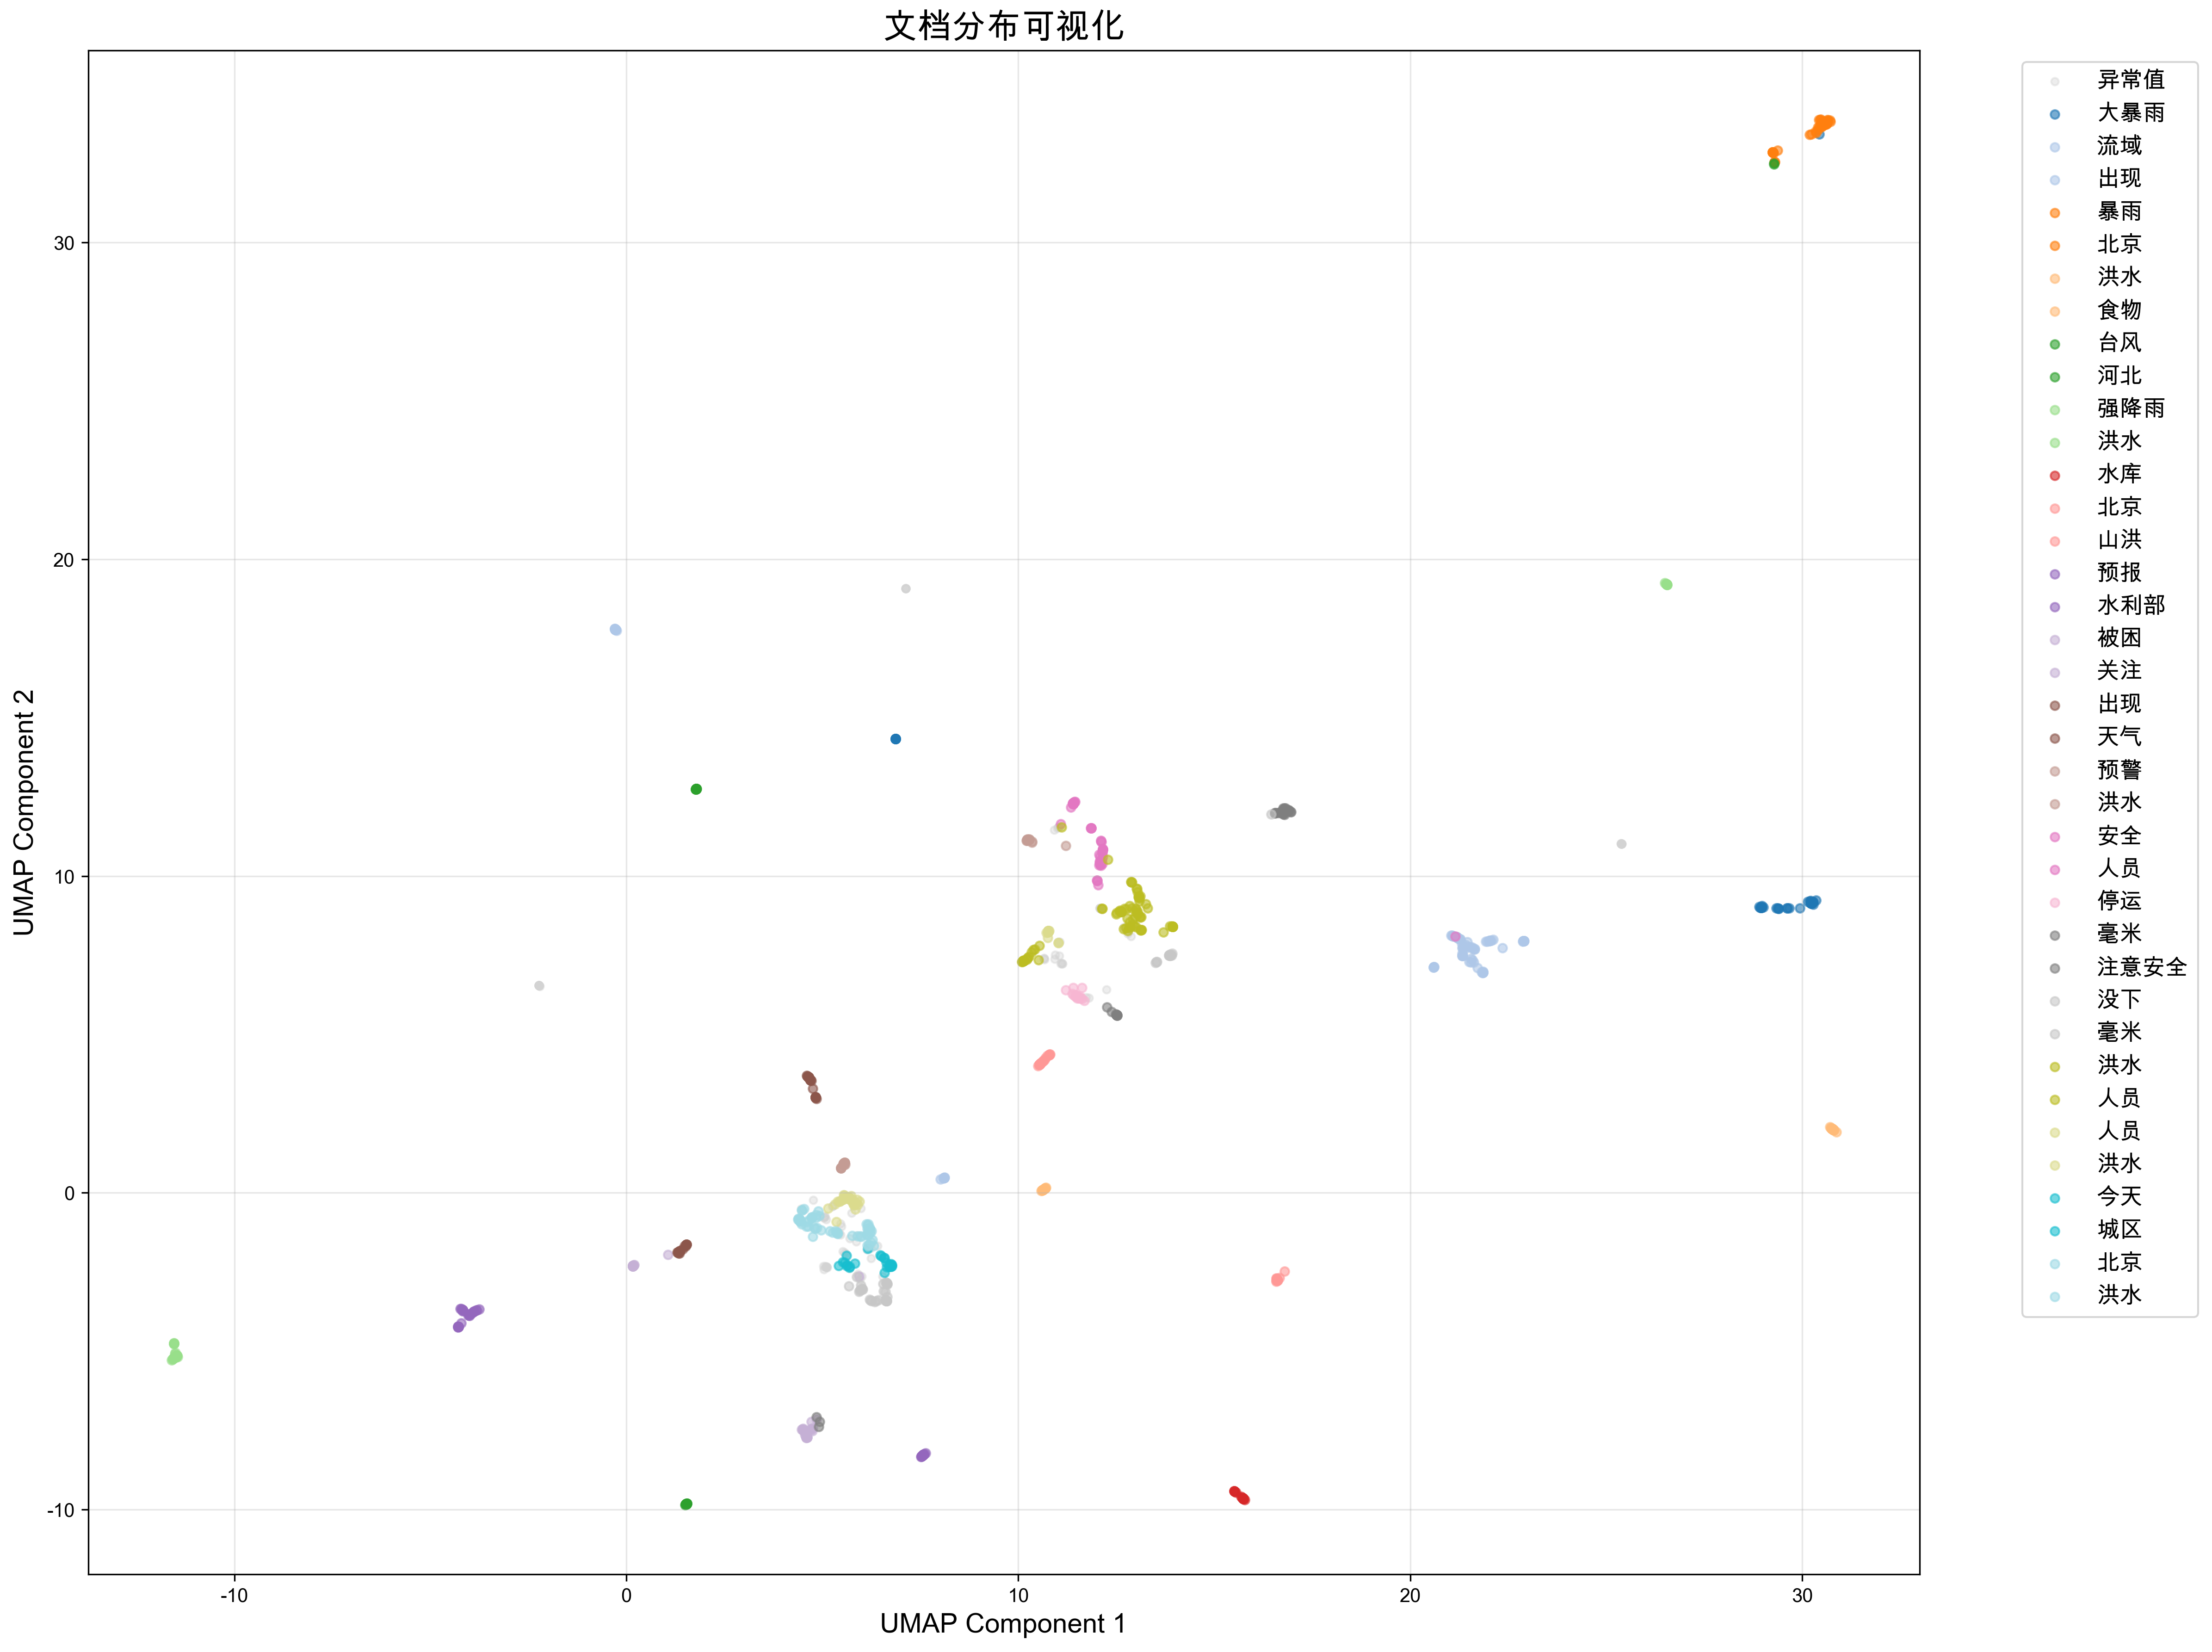 文档分布可视化
异常值
大暴雨
流域
出现
暴雨
北京
洪水
食物
台风
河北
强降雨
洪水
水库
北京
山洪
预报
水利部
被困
关注
出现
天气
预警
洪水
安全
人员
停运
毫米
注意安全
没下
毫米
洪水
人员
人员
洪水
今天
城区
北京
洪水
UMAP Component 2
30
20
10
0
-10
-10
0
10
20
30
UMAP Component 1